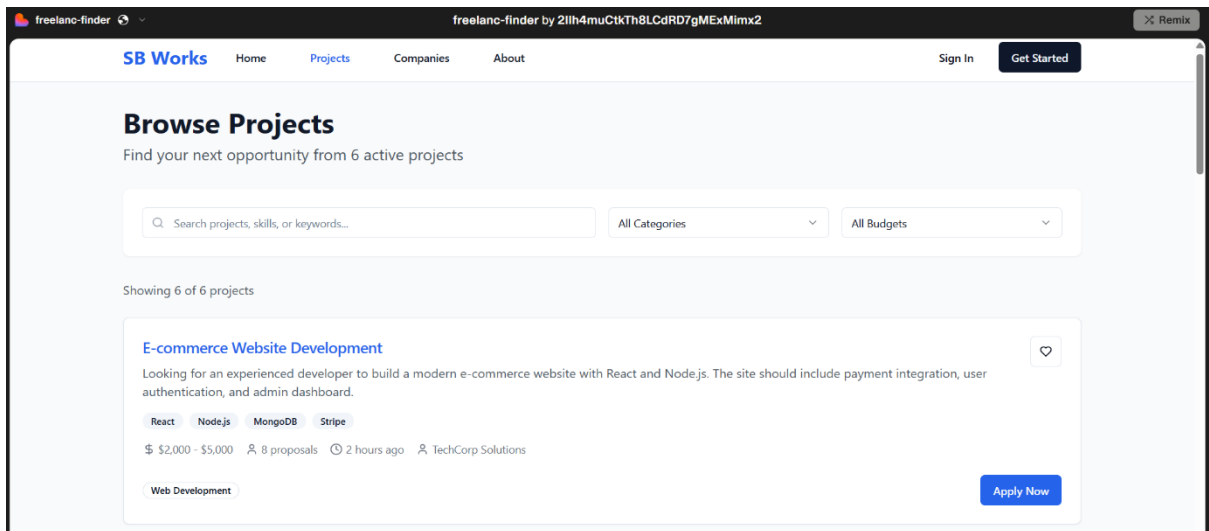 freelanc-finder
freelanc-finder by 2IIh4muCtkTh8LCdRD7gMExMimx2
Remix
SB Works Home Projects Companies About Sign In Get Started
Browse Projects
Find your next opportunity from 6 active projects
Search projects, skills, or keywords... All Categories All Budgets
Showing 6 of 6 projects
E-commerce Website Development
Looking for an experienced developer to build a modern e-commerce website with React and Node.js. The site should include payment integration, user
authentication, and admin dashboard.
React Node.js MongoDB Stripe
$ $2,000 - $5,000 8 proposals 2 hours ago TechCorp Solutions
Web Development Apply Now